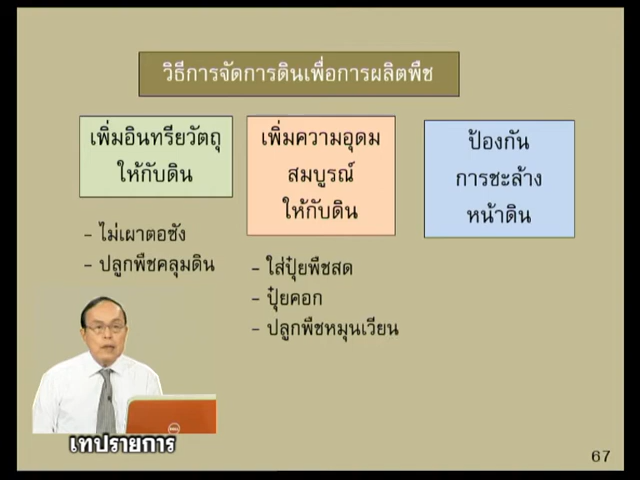 วิธีการจัดการดินเพื่อการผลิตพืช
เพิ่มอินทรียวัตถุ
ให้กับดิน
- ไม่เผาตอซัง
- ปลูกพืชคลุมดิน
เพิ่มความอุดม
สมบูรณ์
ให้กับดิน
- ใส่ปุ๋ยพืชสด
- ปุ๋ยคอก
- ปลูกพืชหมุนเวียน
ป้องกัน
การชะล้าง
หน้าดิน
DELL
เทปรายการ
67